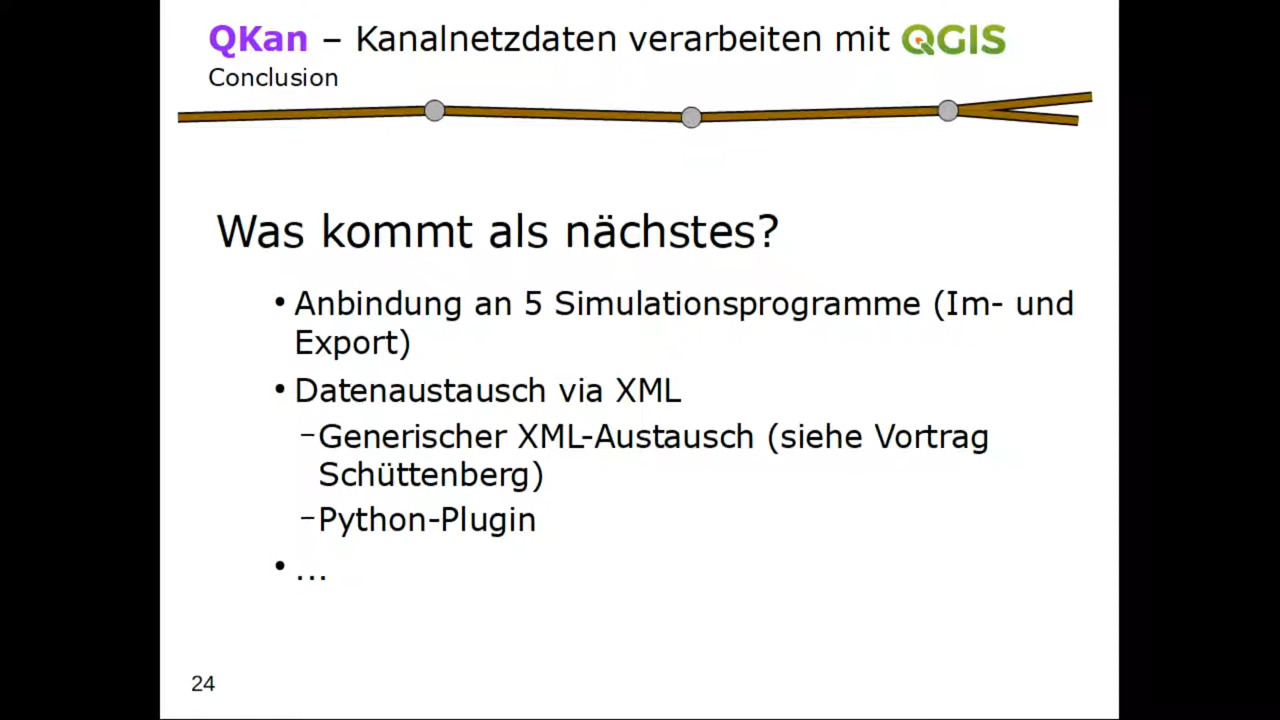 QKan – Kanalnetzdaten verarbeiten mit QGIS
Conclusion
Was kommt als nächstes?
• Anbindung an 5 Simulationsprogramme (Im- und
Export)
• Datenaustausch via XML
–Generischer XML-Austausch (siehe Vortrag
Schüttenberg)
–Python-Plugin
• ...
24